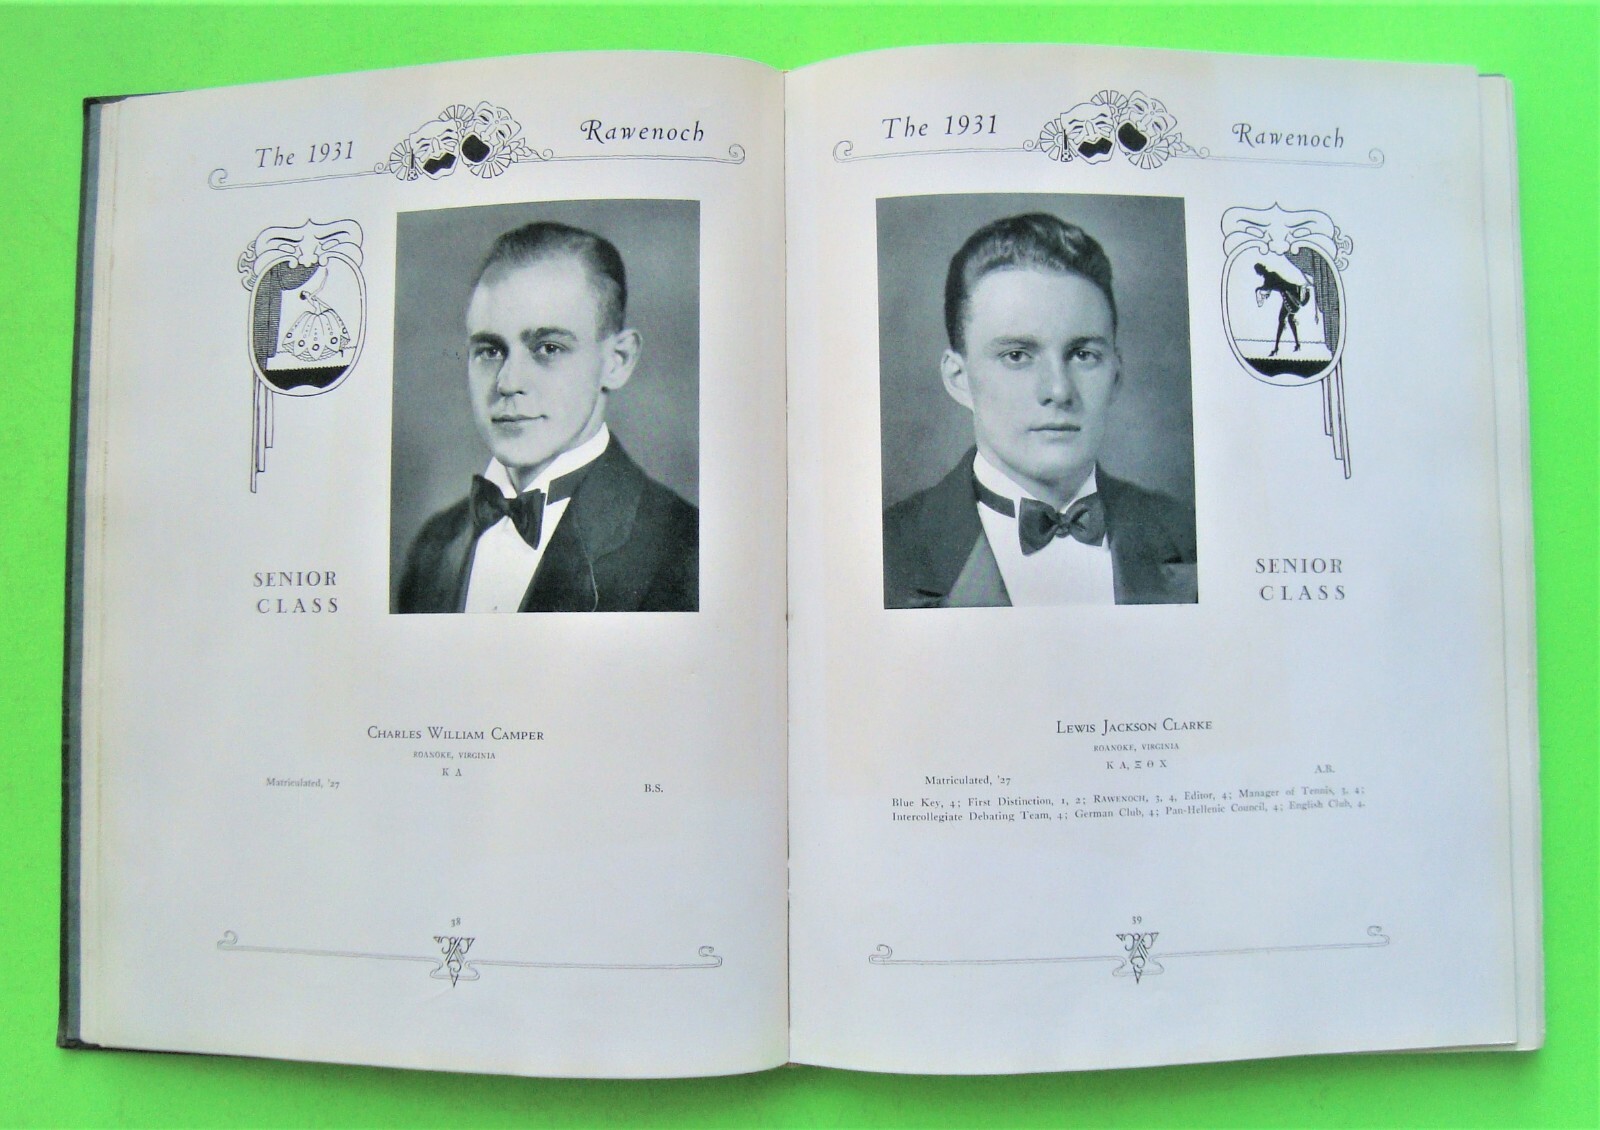 The 1931 Rawenoch
SENIOR
CLASS
CHARLES WILLIAM CAMPER
ROANOKE, VIRGINIA
Κ Α
Matriculated, '27 B.S.
38
The 1931 Rawenoch
SENIOR
CLASS
LEWIS JACKSON CLARKE
ROANOKE, VIRGINIA
Κ Α, Ξ Θ Χ
Matriculated, '27 A.B.
Blue Key, 4; First Distinction, 1, 2; RAWENOCH, 3, 4, Editor, 4; Manager of Tennis, 3, 4;
Intercollegiate Debating Team, 4; German Club, 4; Pan-Hellenic Council, 4; English Club, 4.
39